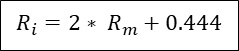 R_i = 2 * R_m + 0.444